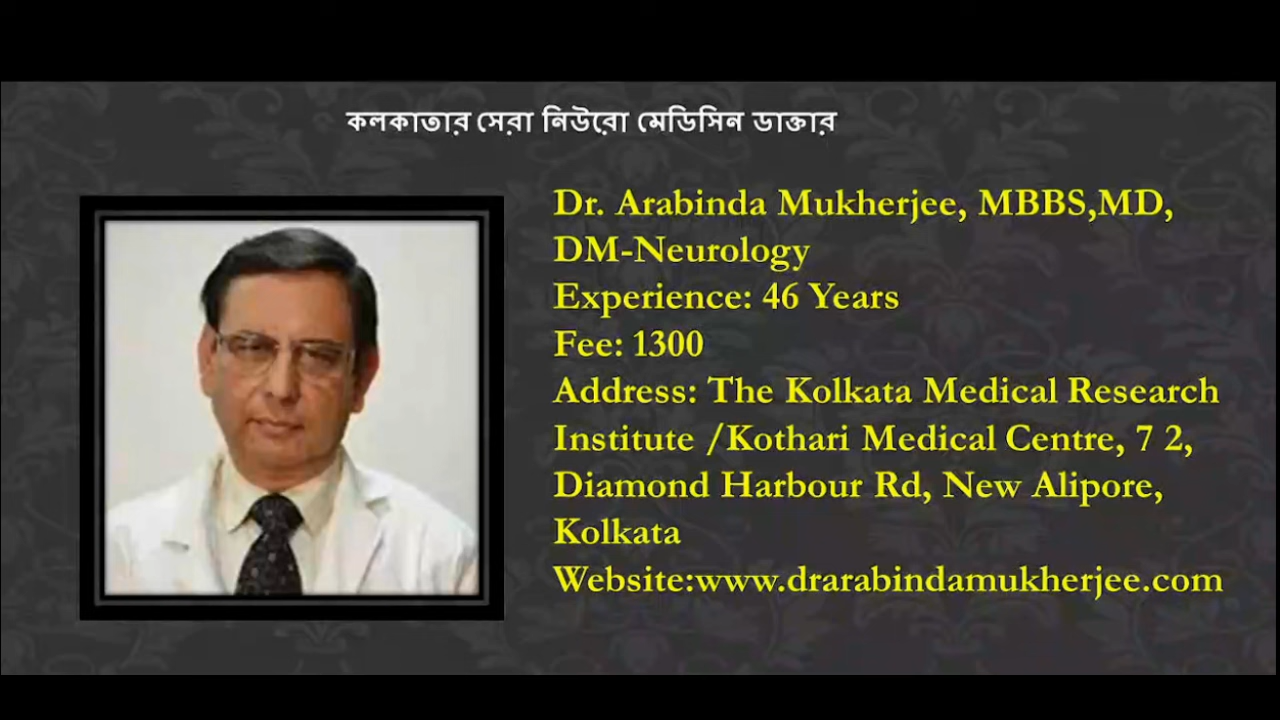 কলকাতার সেরা নিউরো মেডিসিন ডাক্তার
Dr. Arabinda Mukherjee, MBBS,MD,
DM-Neurology
Experience: 46 Years
Fee: 1300
Address: The Kolkata Medical Research
Institute /Kothari Medical Centre, 7 2,
Diamond Harbour Rd, New Alipore,
Kolkata
Website:www.drarabindamukherjee.com